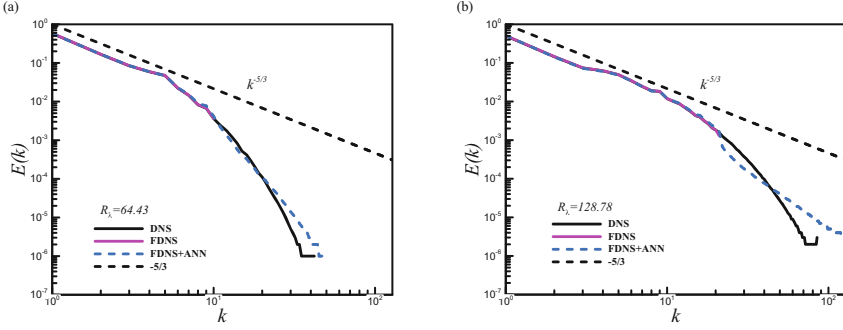 (a)
10^0
10^-1
10^-2
10^-3
10^-4
10^-5
10^-6
10^-7
E(k)
k^-5/3
R_λ=64.43
DNS
FDNS
FDNS+ANN
-5/3
10^0
10^1
10^2
k
(b)
10^0
10^-1
10^-2
10^-3
10^-4
10^-5
10^-6
10^-7
E(k)
k^-5/3
R_λ=128.78
DNS
FDNS
FDNS+ANN
-5/3
10^0
10^1
10^2
k